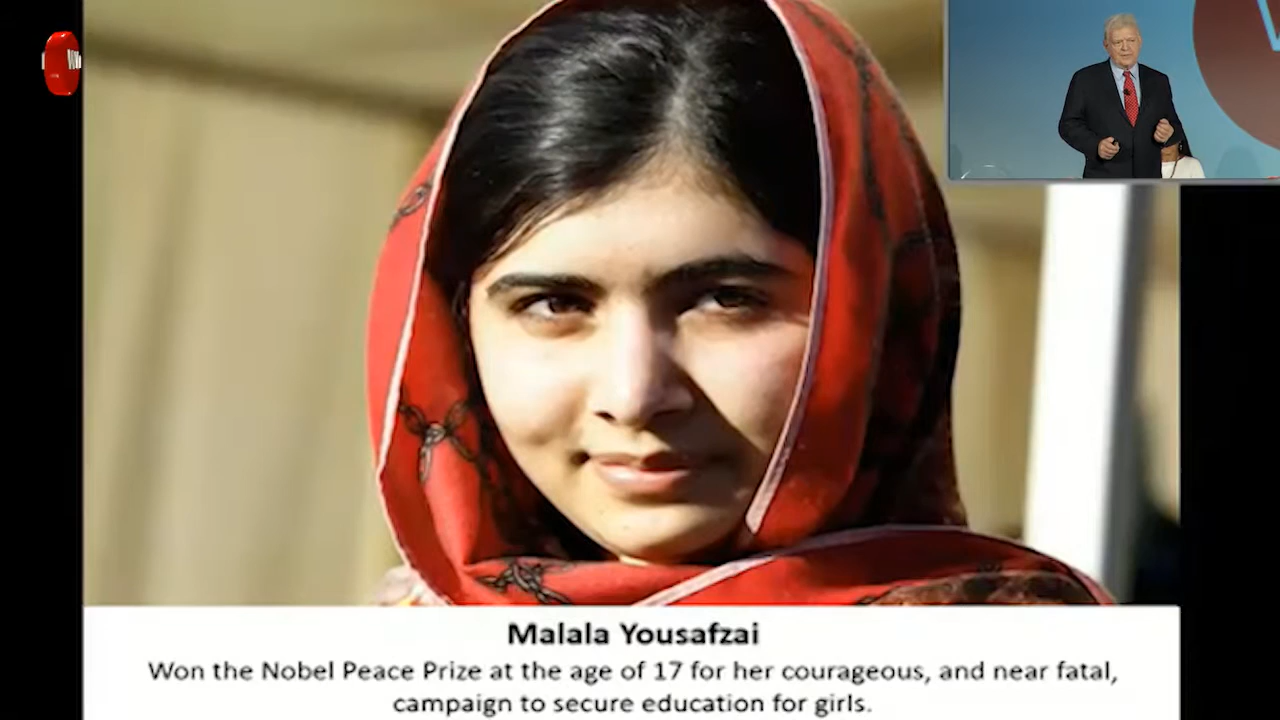 Malala Yousafzai
Won the Nobel Peace Prize at the age of 17 for her courageous, and near fatal,
campaign to secure education for girls.